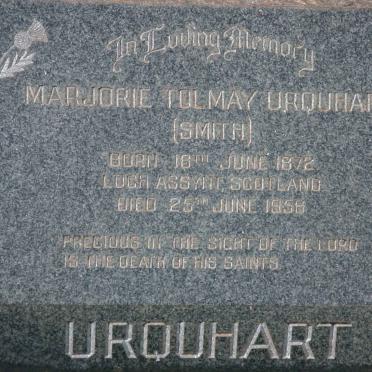 In Loving Memory
MARJORIE TOLMAY URQUHAR
(SMITH)
BORN 16TH JUNE 1872
LOCH ASSYNT, SCOTLAND
DIED 25TH JUNE 1958
PRECIOUS IN THE SIGHT OF THE LORD
IS THE DEATH OF HIS SAINTS
URQUHART